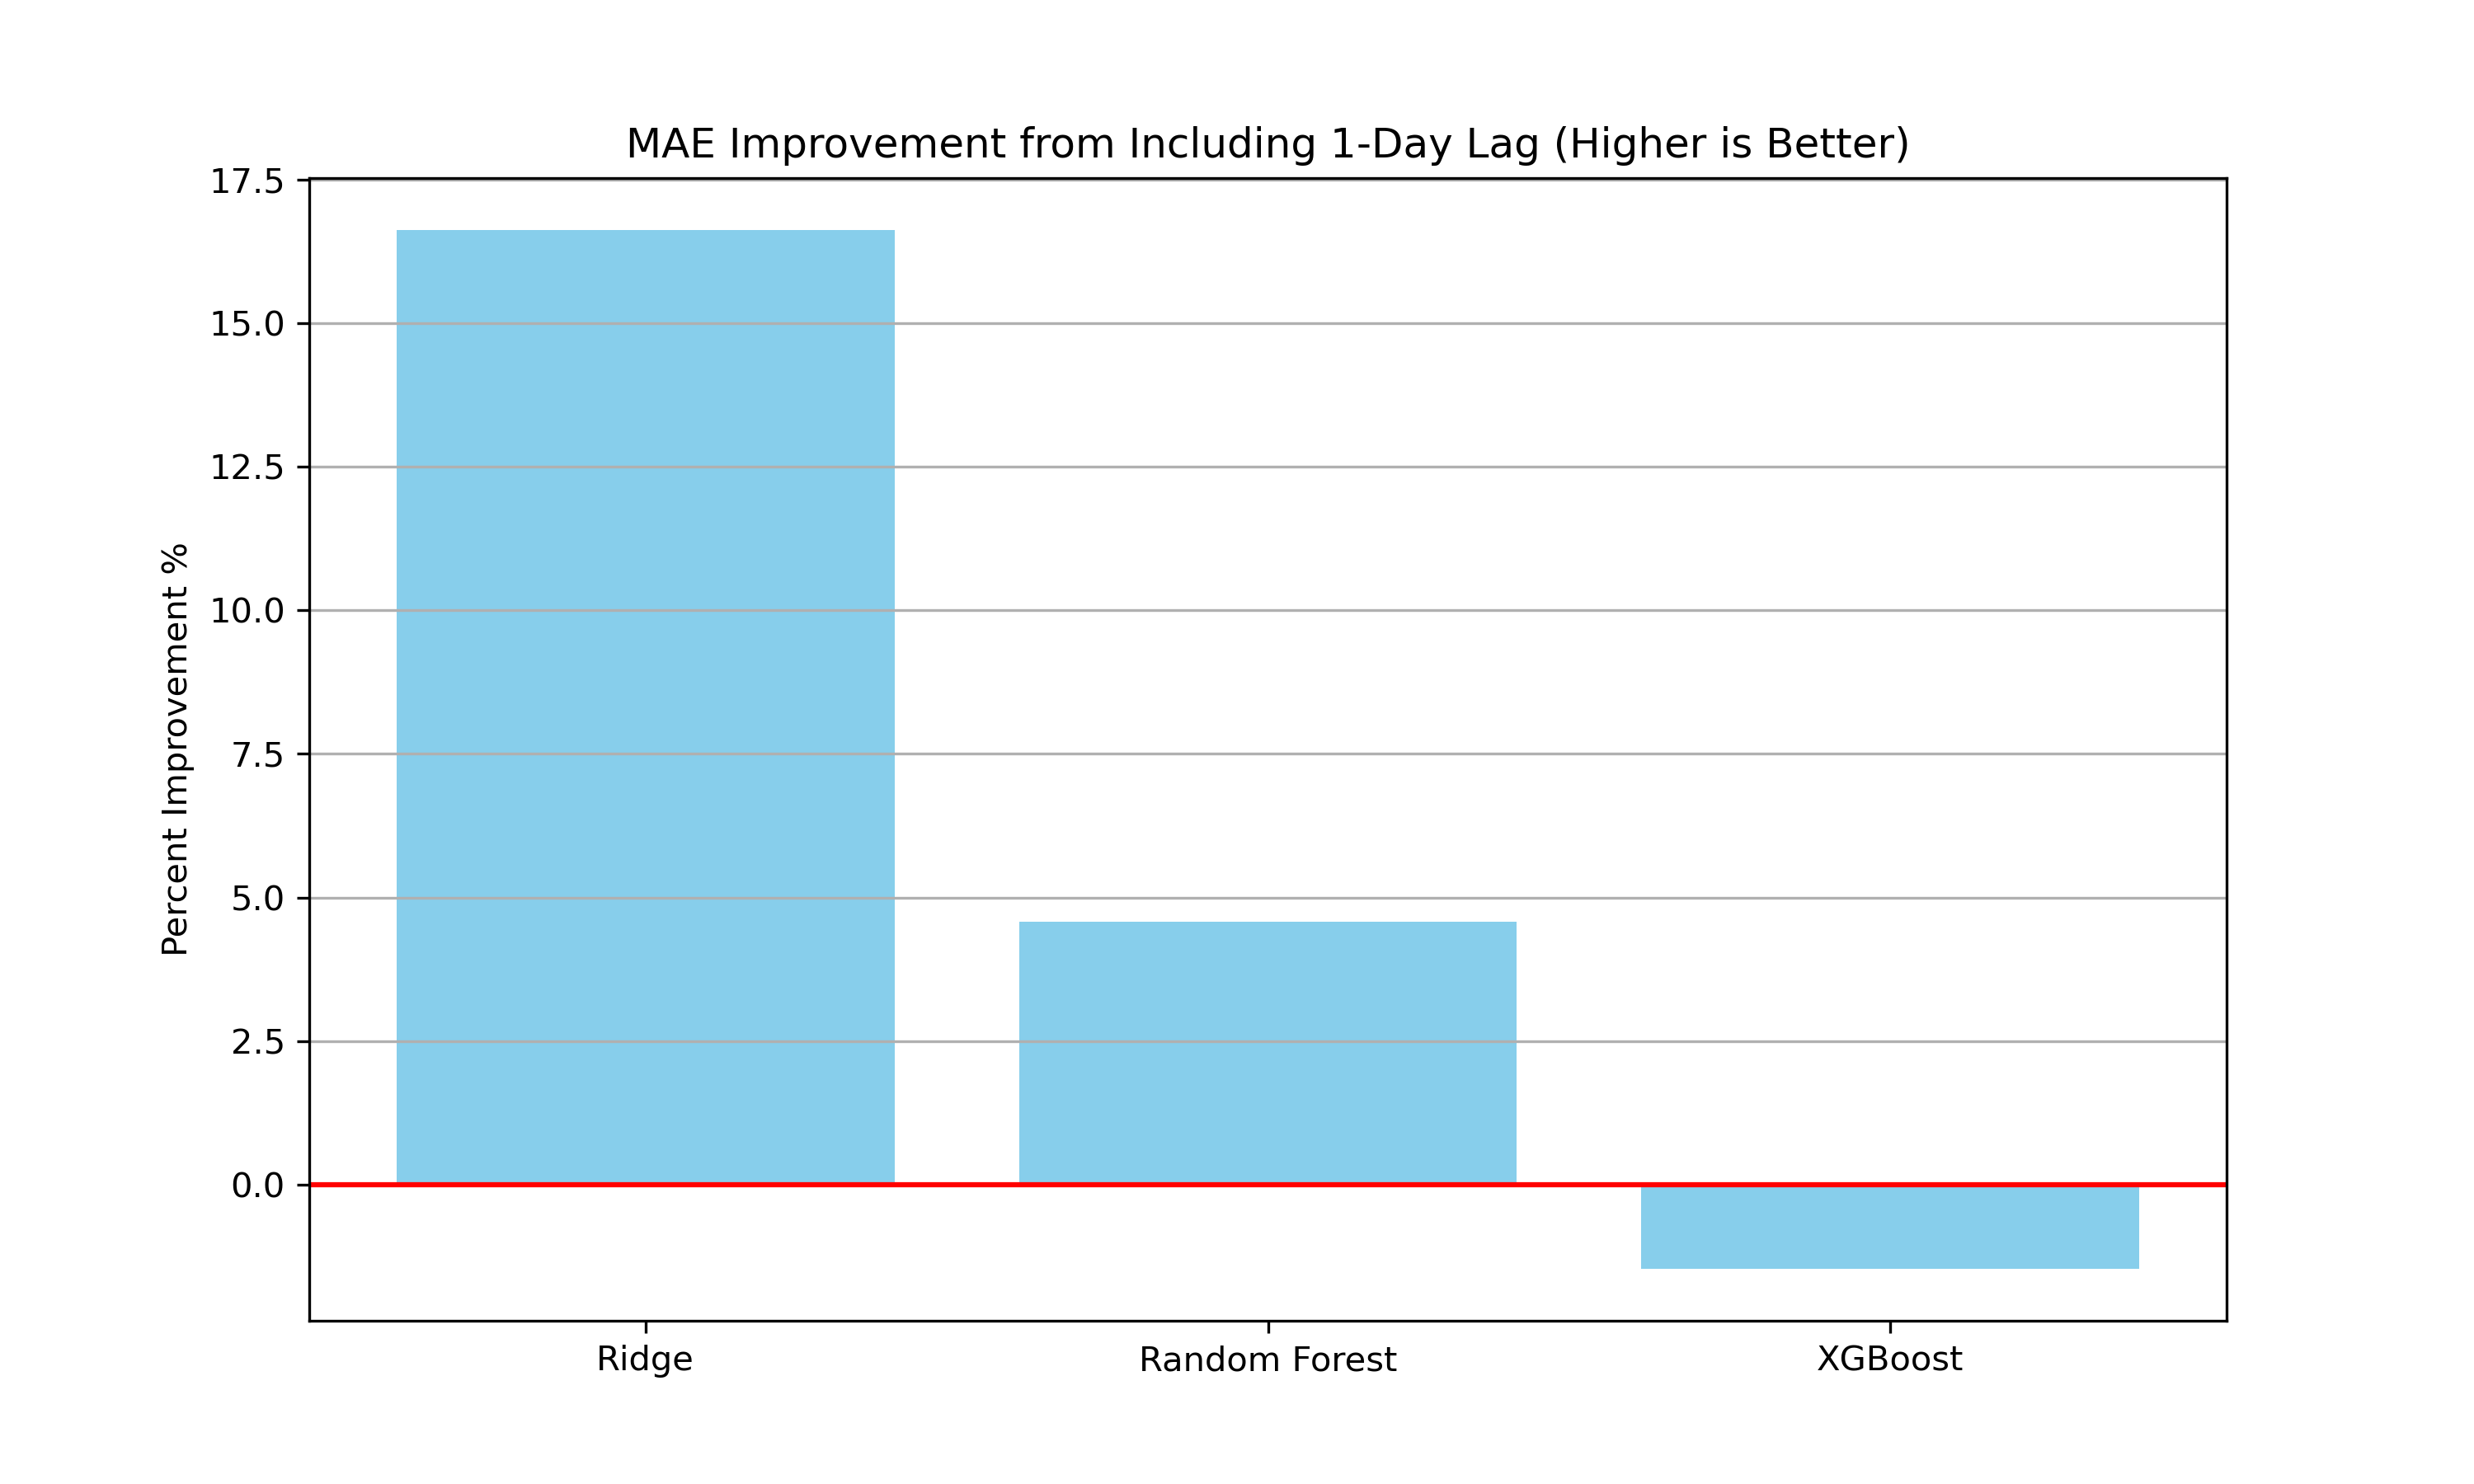 MAE Improvement from Including 1-Day Lag (Higher is Better)
Percent Improvement %
17.5
15.0
12.5
10.0
7.5
5.0
2.5
0.0
Ridge
Random Forest
XGBoost